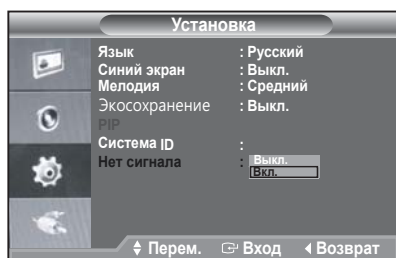 Установка
Язык : Русский
Синий экран : Выкл.
Мелодия : Средний
Экосохранение : Выкл.
PIP
Система ID :
Нет сигнала : Выкл.
Вкл.
Перем. Вход Возврат